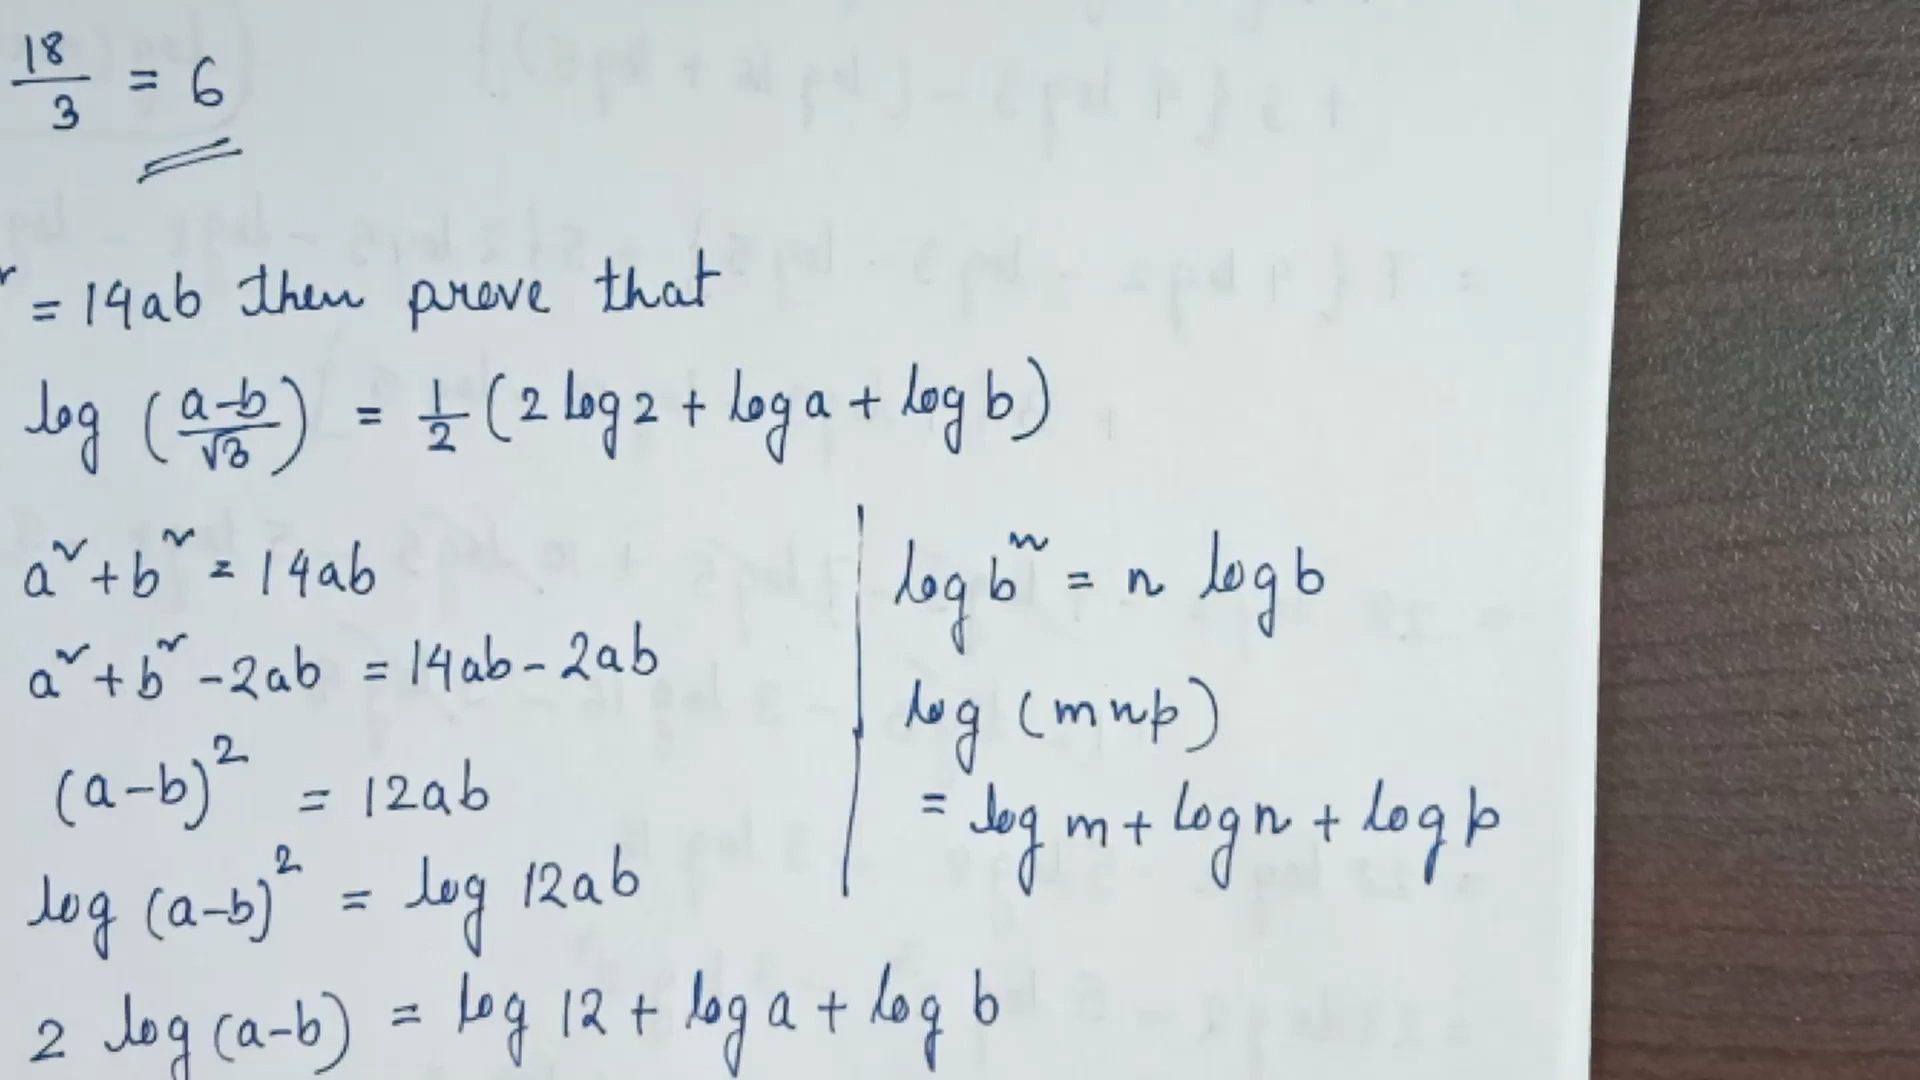 18/3 = 6
² = 14ab then prove that
log ((a-b)/√3) = 1/2 (2 log 2 + log a + log b)
a² + b² = 14ab
a² + b² - 2ab = 14ab - 2ab
(a-b)² = 12ab
log (a-b)² = log 12ab
2 log (a-b) = log 12 + log a + log b
log bⁿ = n log b
log (mnp)
= log m + log n + log p